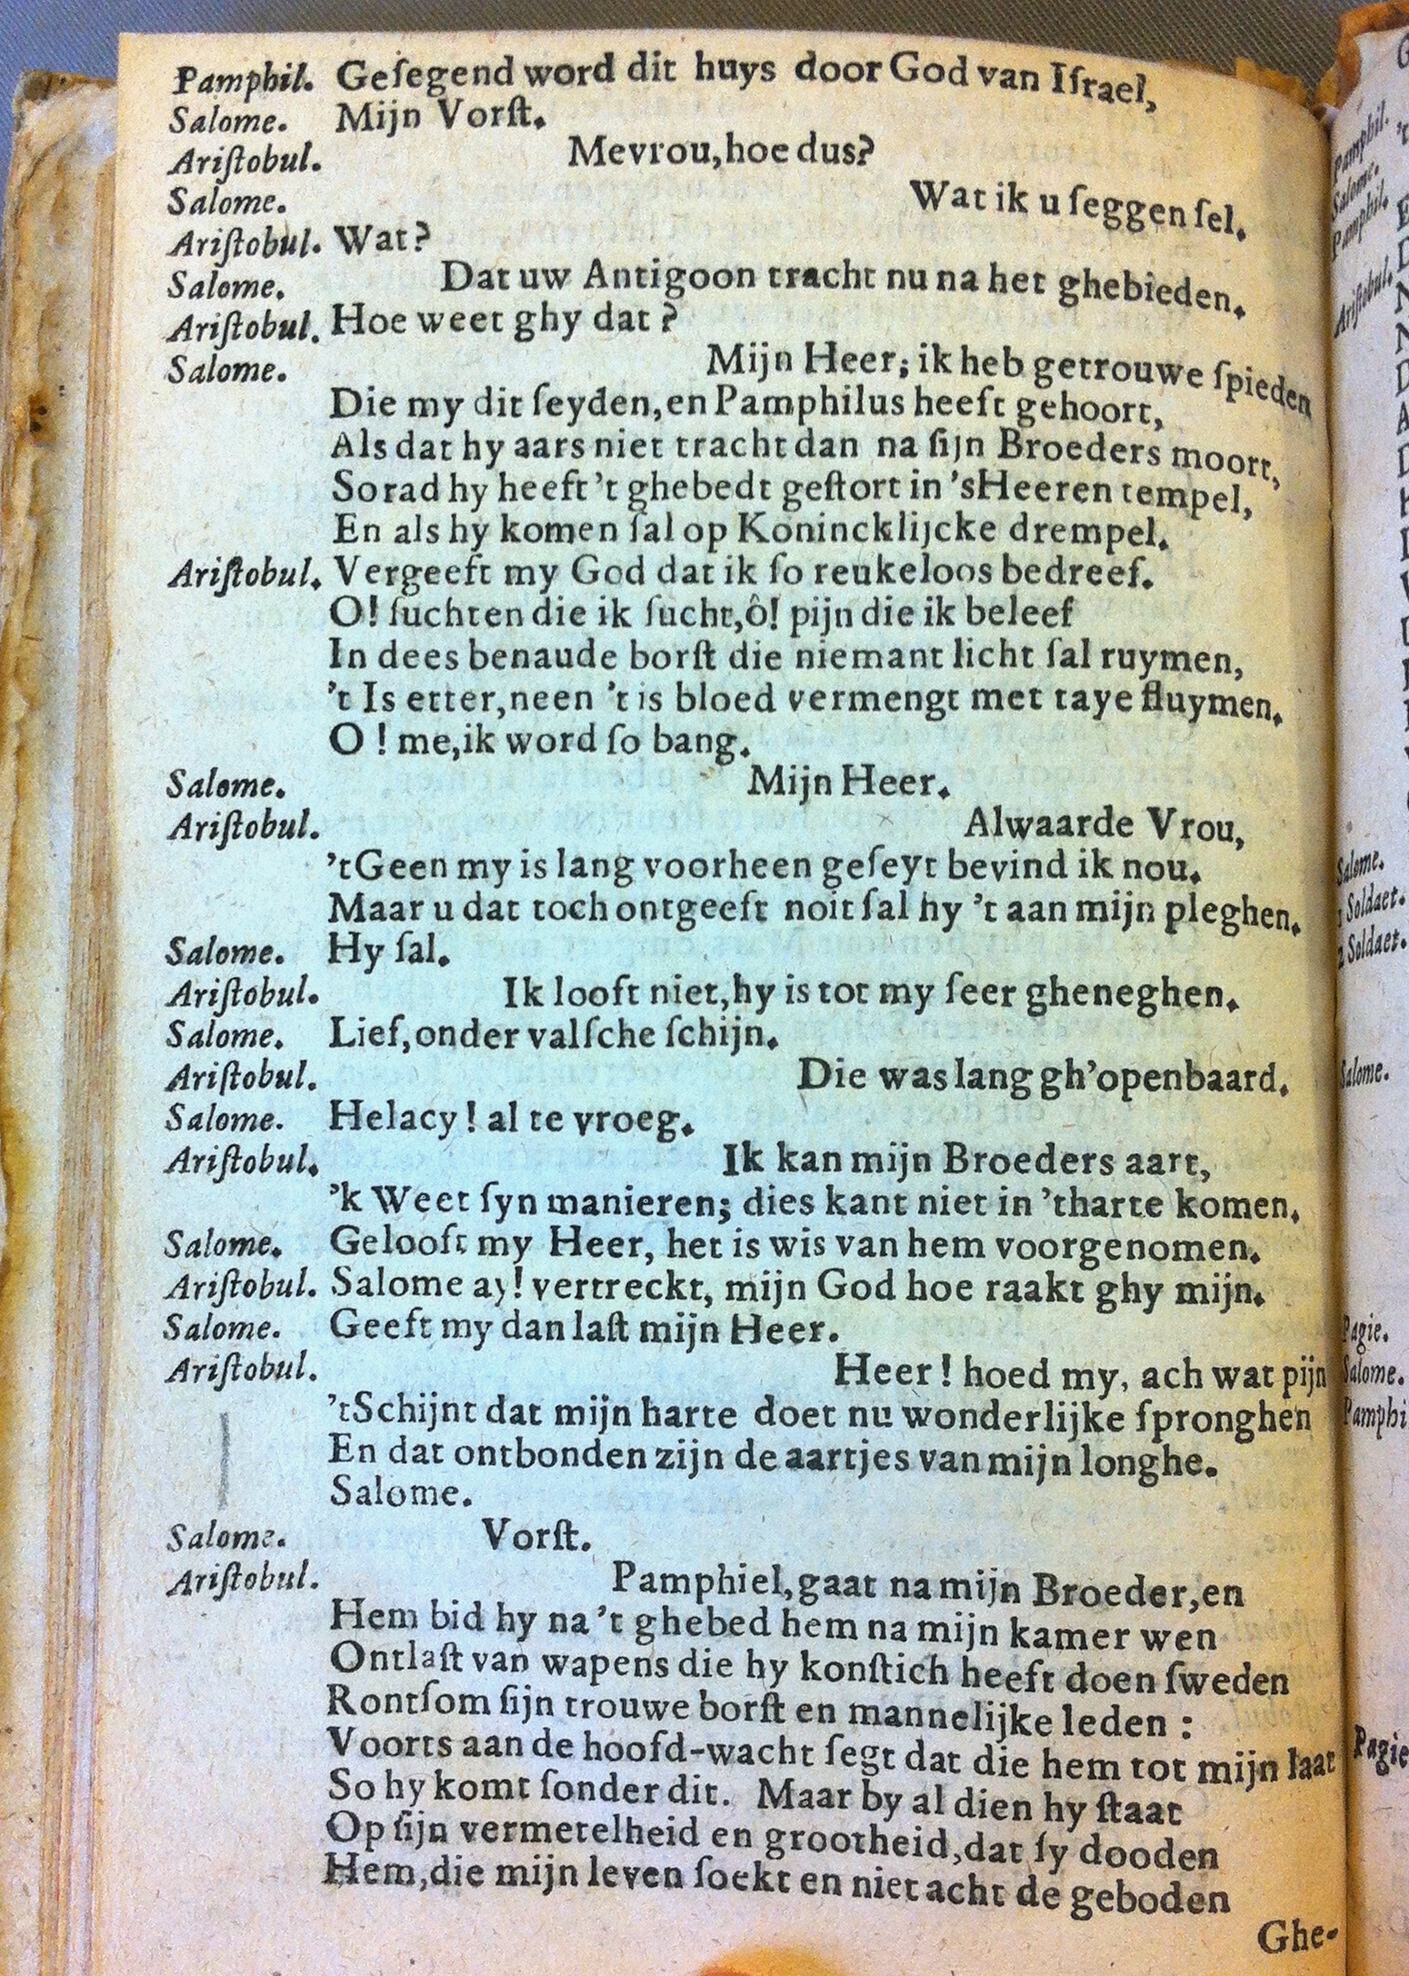 Pamphil. Geſegend word dit huys door God van Iſrael,
Salome. Mijn Vorſt.
Ariſtobul. Mevrou, hoe dus?
Salome. Wat ik u ſeggen ſel.
Ariſtobul. Wat?
Salome. Dat uw Antigoon tracht nu na het ghebieden.
Ariſtobul. Hoe weet ghy dat?
Salome. Mijn Heer; ik heb getrouwe ſpieden
Die my dit ſeyden, en Pamphilus heeft gehoort,
Als dat hy aars niet tracht dan na ſijn Broeders moort,
So rad hy heeft 't ghebedt geſtort in 'sHeeren tempel,
En als hy komen ſal op Konincklijcke drempel.
Ariſtobul. Vergeeft my God dat ik ſo reukeloos bedreef.
O! ſuchten die ik ſucht, ô! pijn die ik beleef
In dees benaude borſt die niemant licht ſal ruymen,
't Is etter, neen 't is bloed vermengt met taye fluymen.
O! me, ik word ſo bang.
Salome. Mijn Heer.
Ariſtobul. Alwaarde Vrou,
'tGeen my is lang voorheen geſeyt bevind ik nou.
Maar u dat toch ontgeeft noit ſal hy 't aan mijn pleghen.
Salome. Hy ſal.
Ariſtobul. Ik looft niet, hy is tot my ſeer gheneghen.
Salome. Lief, onder valſche ſchijn.
Ariſtobul. Die was lang gh'openbaard.
Salome. Helacy! al te vroeg.
Ariſtobul. Ik kan mijn Broeders aart,
'k Weet ſyn manieren; dies kant niet in 'tharte komen.
Salome. Gelooft my Heer, het is wis van hem voorgenomen.
Ariſtobul. Salome ay! vertreckt, mijn God hoe raakt ghy mijn.
Salome. Geeft my dan laſt mijn Heer.
Ariſtobul. Heer! hoed my, ach wat pijn
'tSchijnt dat mijn harte doet nu wonderlijke ſpronghen
En dat ontbonden zijn de aartjes van mijn longhe.
Salome.
Salome. Vorſt.
Ariſtobul. Pamphiel, gaat na mijn Broeder, en
Hem bid hy na 't ghebed hem na mijn kamer wen
Ontlaſt van wapens die hy konſtich heeft doen ſweden
Rontſom ſijn trouwe borſt en mannelijke leden:
Voorts aan de hoofd-wacht ſegt dat die hem tot mijn laat
So hy komt ſonder dit. Maar by al dien hy ſtaat
Op ſijn vermetelheid en grootheid, dat ſy dooden
Hem, die mijn leven ſoekt en niet acht de geboden
Ghe-
Pamphil.
Salome.
Pamphil.
Ariſtobul.
Salome.
1 Soldaet.
2 Soldaet.
Salome.
Pagie.
Salome.
Pagie